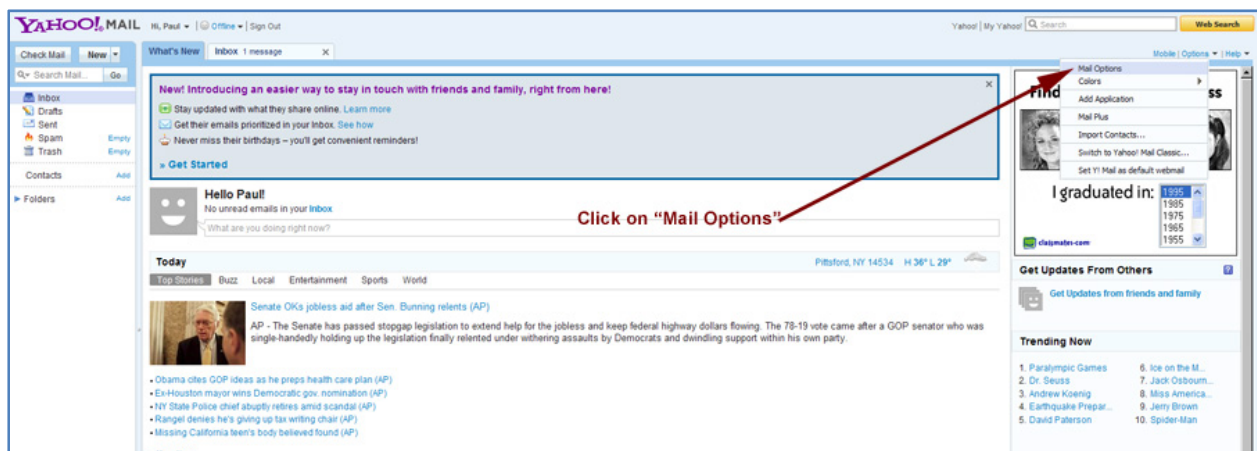 YAHOO! MAIL Hi, Paul | Offline | Sign Out Yahoo! | My Yahoo! Search Web Search
Check Mail New What's New Inbox 1 message X Mobile | Options | Help
Search Mail... Go
Inbox
Drafts
Sent
Spam Empty
Trash Empty
Contacts Add
Folders Add
New! Introducing an easier way to stay in touch with friends and family, right from here! ×
Stay updated with what they share online. Learn more
Get their emails prioritized in your Inbox. See how
Never miss their birthdays – you'll get convenient reminders!
» Get Started
Hello Paul!
No unread emails in your Inbox
What are you doing right now?
Click on “Mail Options”
Today Pittsford, NY 14534 H 36° L 29°
Top Stories Buzz Local Entertainment Sports World
Senate OKs jobless aid after Sen. Bunning relents (AP)
AP - The Senate has passed stopgap legislation to extend help for the jobless and keep federal highway dollars flowing. The 78-19 vote came after a GOP senator who was
single-handedly holding up the legislation finally relented under withering assaults by Democrats and dwindling support within his own party.
Obama cites GOP ideas as he preps health care plan (AP)
Ex-Houston mayor wins Democratic gov. nomination (AP)
NY State Police chief abuptly retires amid scandal (AP)
Rangel denies he's giving up tax writing chair (AP)
Missing California teen's body believed found (AP)
Mail Options
Colors
Add Application
Mail Plus
Import Contacts...
Switch to Yahoo! Mail Classic...
Set Y! Mail as default webmail
Find ss
I graduated in: 1995
1985
1975
1965
1955
classmates·com
Get Updates From Others ?
Get Updates from friends and family
Trending Now
1. Paralympic Games 6. Ice on the M...
2. Dr. Seuss 7. Jack Osbourn...
3. Andrew Koenig 8. Miss America...
4. Earthquake Prepar... 9. Jerry Brown
5. David Paterson 10. Spider-Man